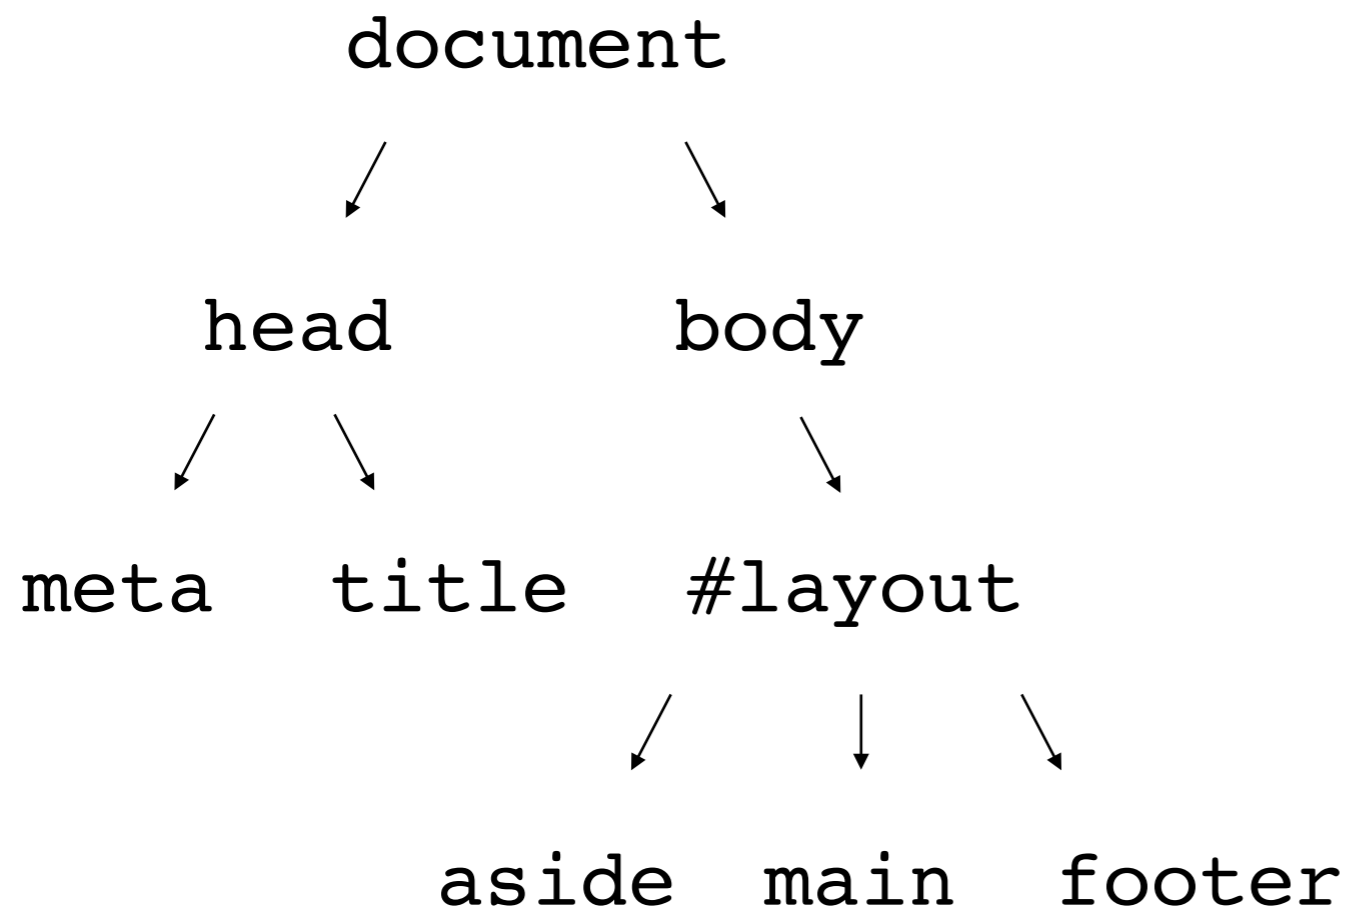 document
head body
meta title #layout
aside main footer